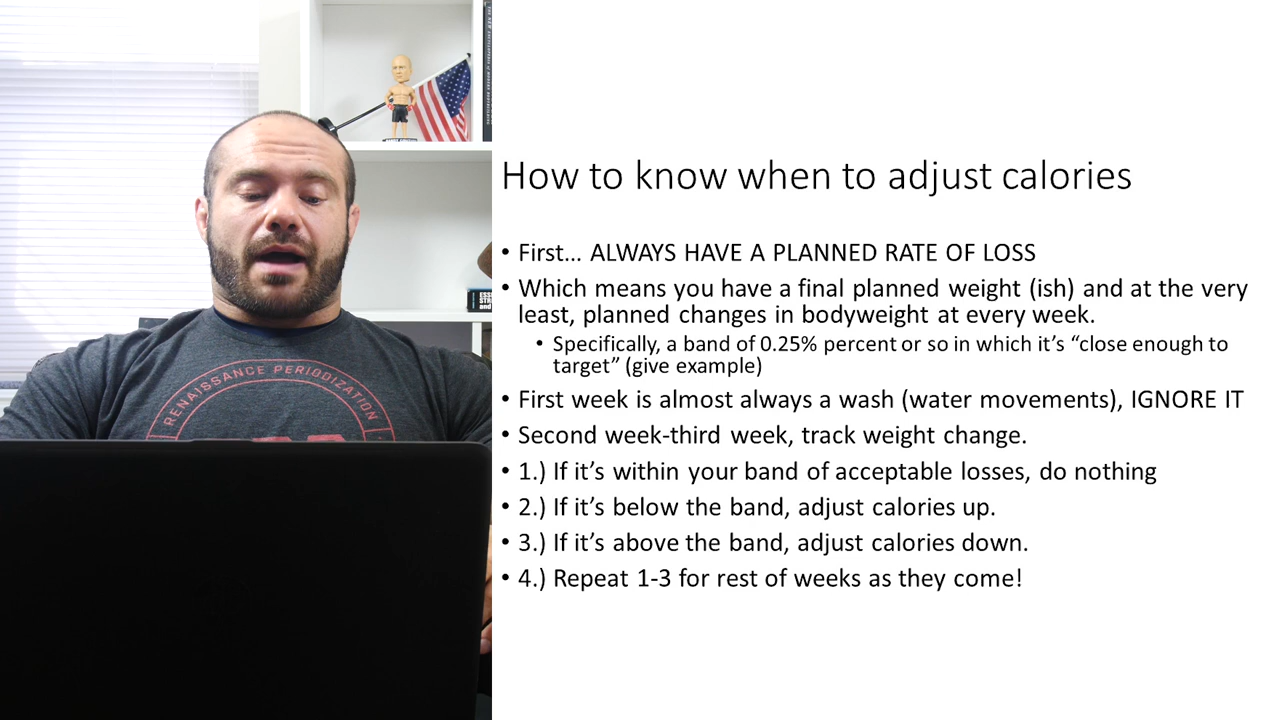 How to know when to adjust calories
• First... ALWAYS HAVE A PLANNED RATE OF LOSS
• Which means you have a final planned weight (ish) and at the very
least, planned changes in bodyweight at every week.
• Specifically, a band of 0.25% percent or so in which it’s “close enough to
target” (give example)
• First week is almost always a wash (water movements), IGNORE IT
• Second week-third week, track weight change.
• 1.) If it’s within your band of acceptable losses, do nothing
• 2.) If it’s below the band, adjust calories up.
• 3.) If it’s above the band, adjust calories down.
• 4.) Repeat 1-3 for rest of weeks as they come!
RENAISSANCE PERIODIZATION